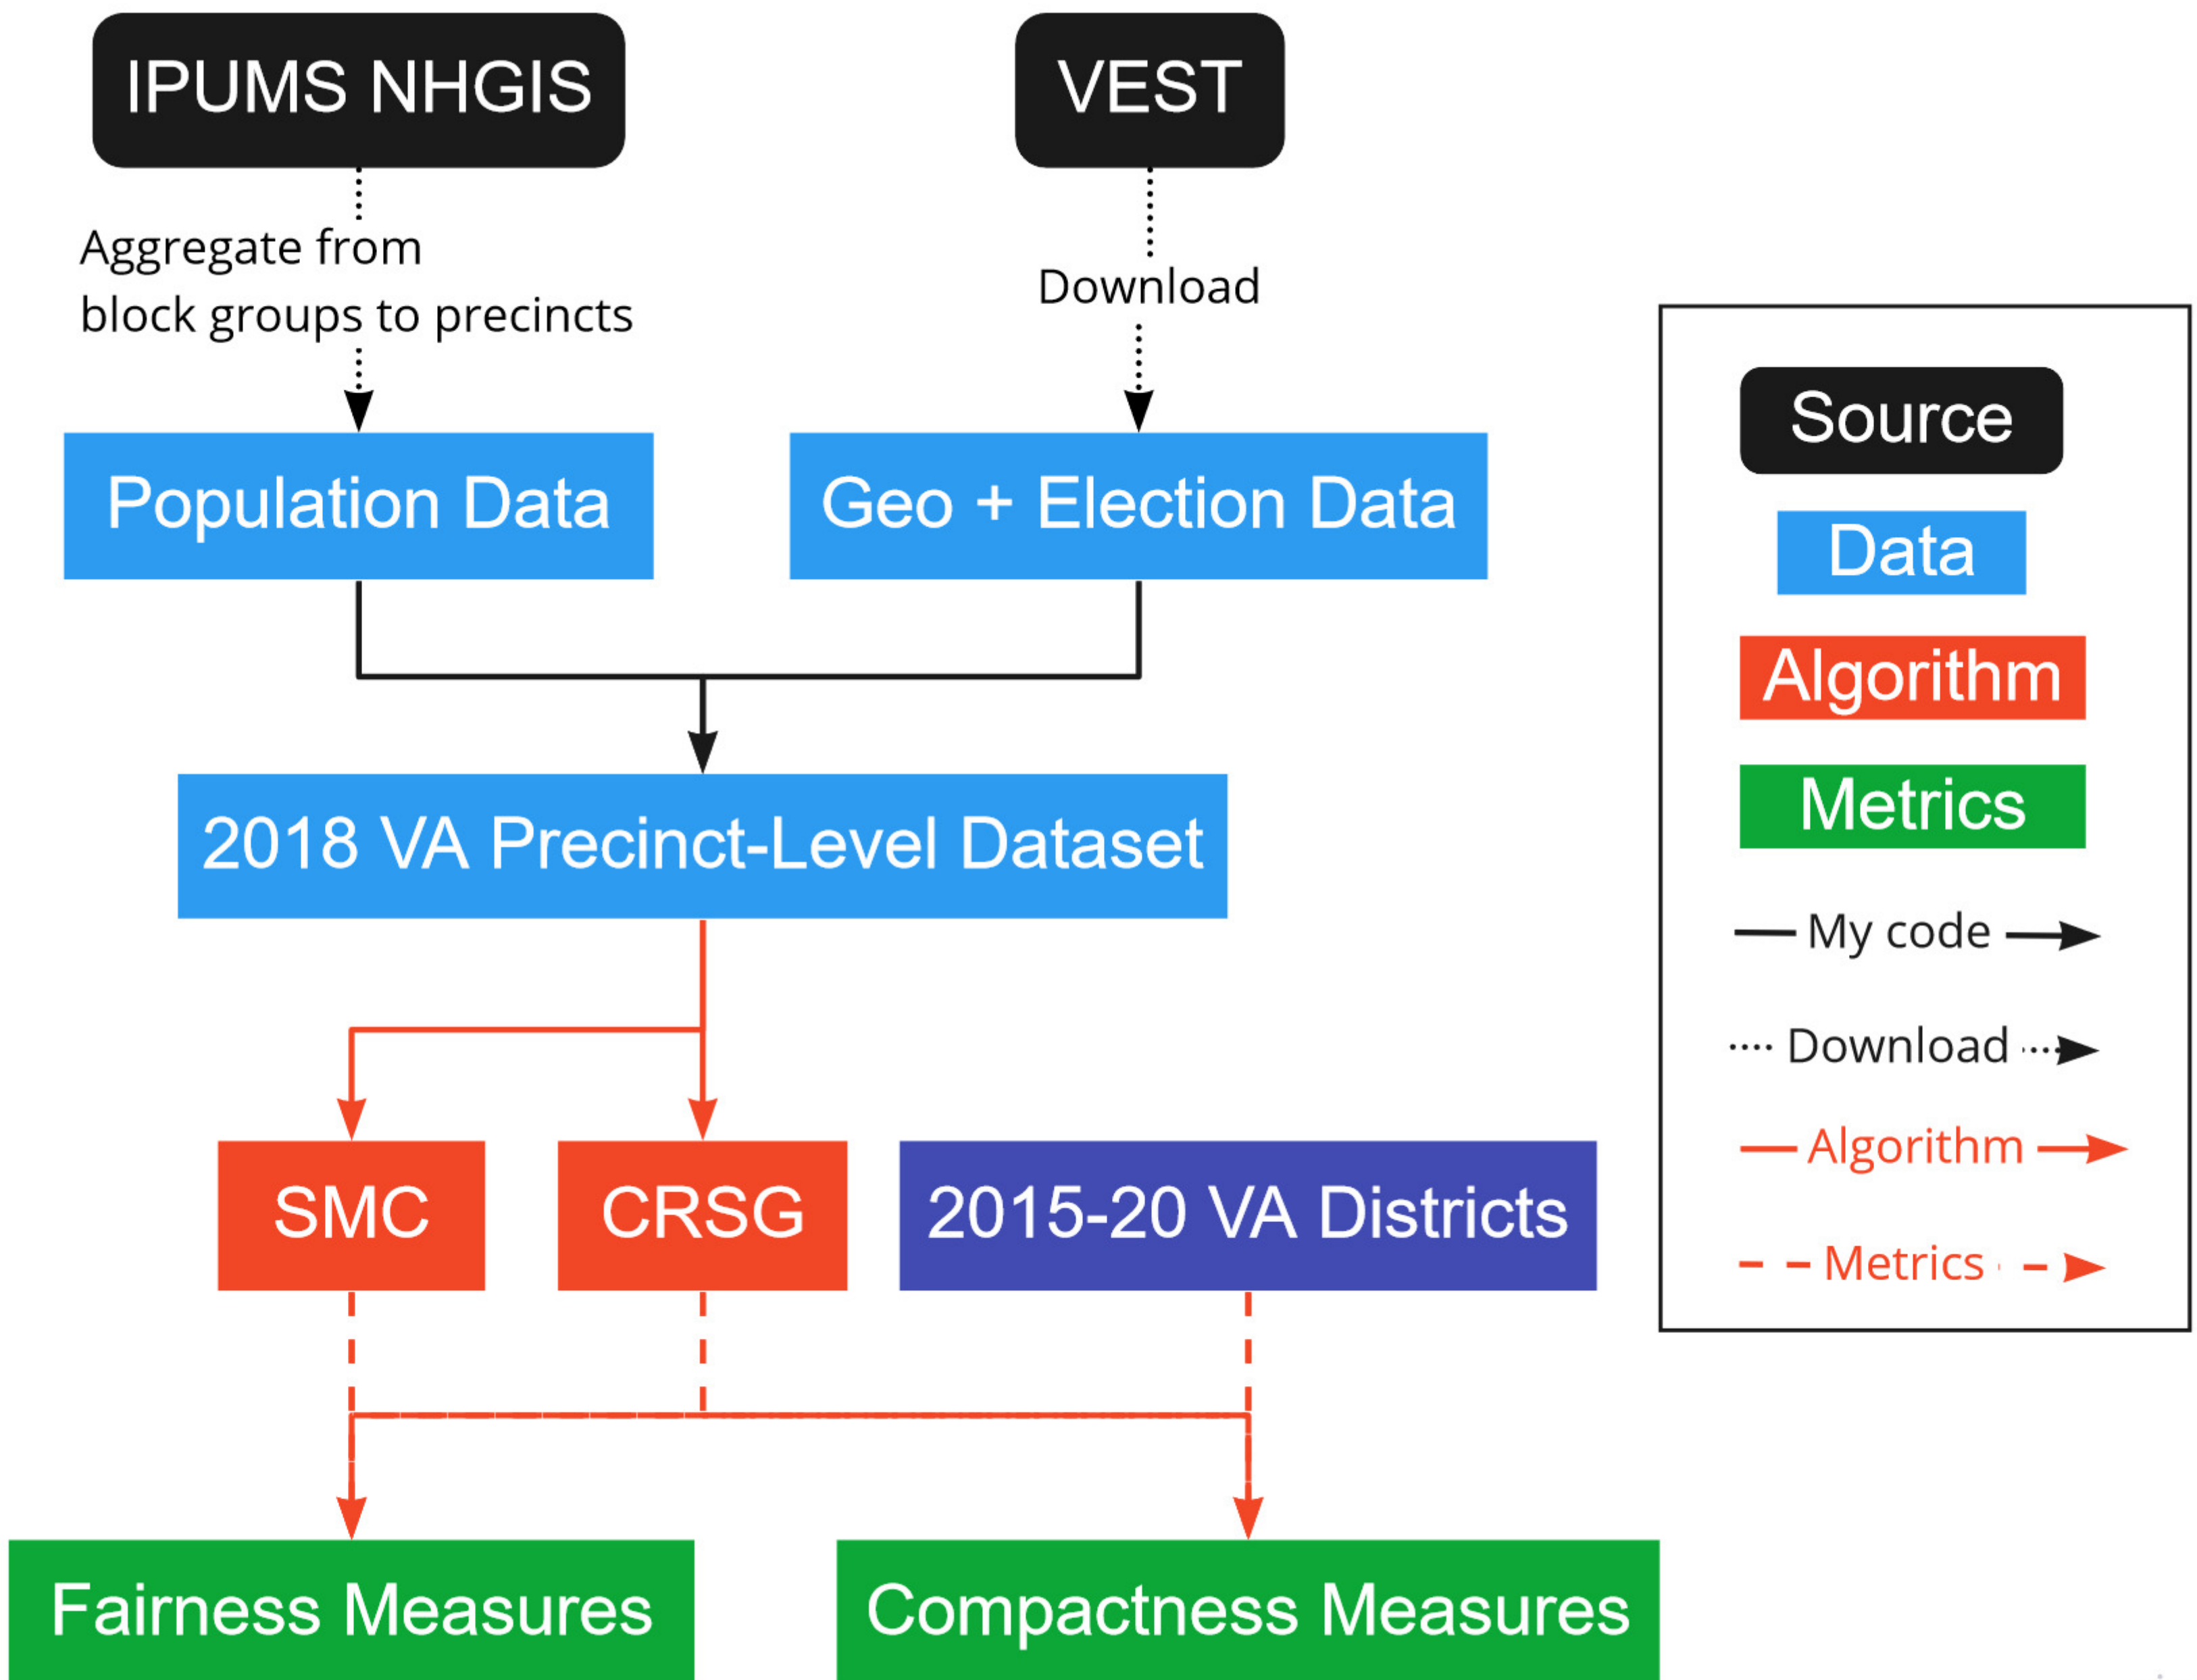 IPUMS NHGIS
VEST
Aggregate from
block groups to precincts
Download
Population Data
Geo + Election Data
2018 VA Precinct-Level Dataset
SMC
CRSG
2015-20 VA Districts
Fairness Measures
Compactness Measures
Source
Data
Algorithm
Metrics
My code
Download
Algorithm
Metrics